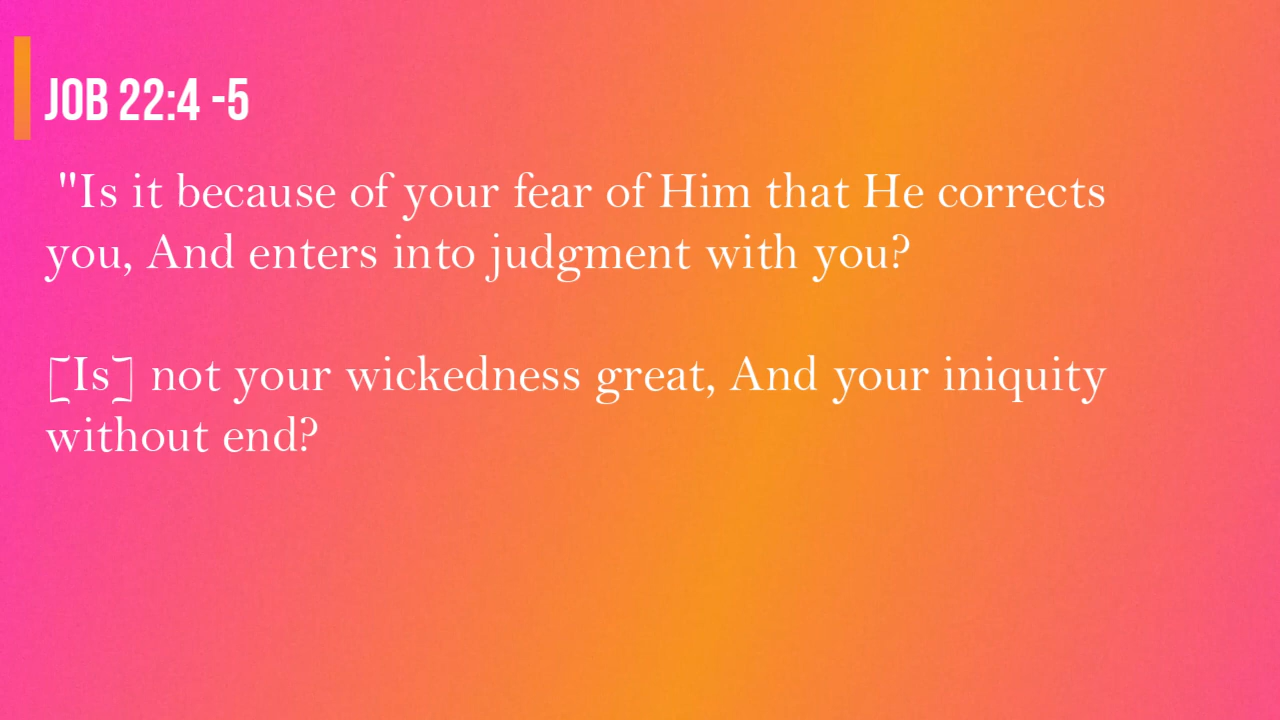 JOB 22:4 -5
"Is it because of your fear of Him that He corrects
you, And enters into judgment with you?
[Is] not your wickedness great, And your iniquity
without end?